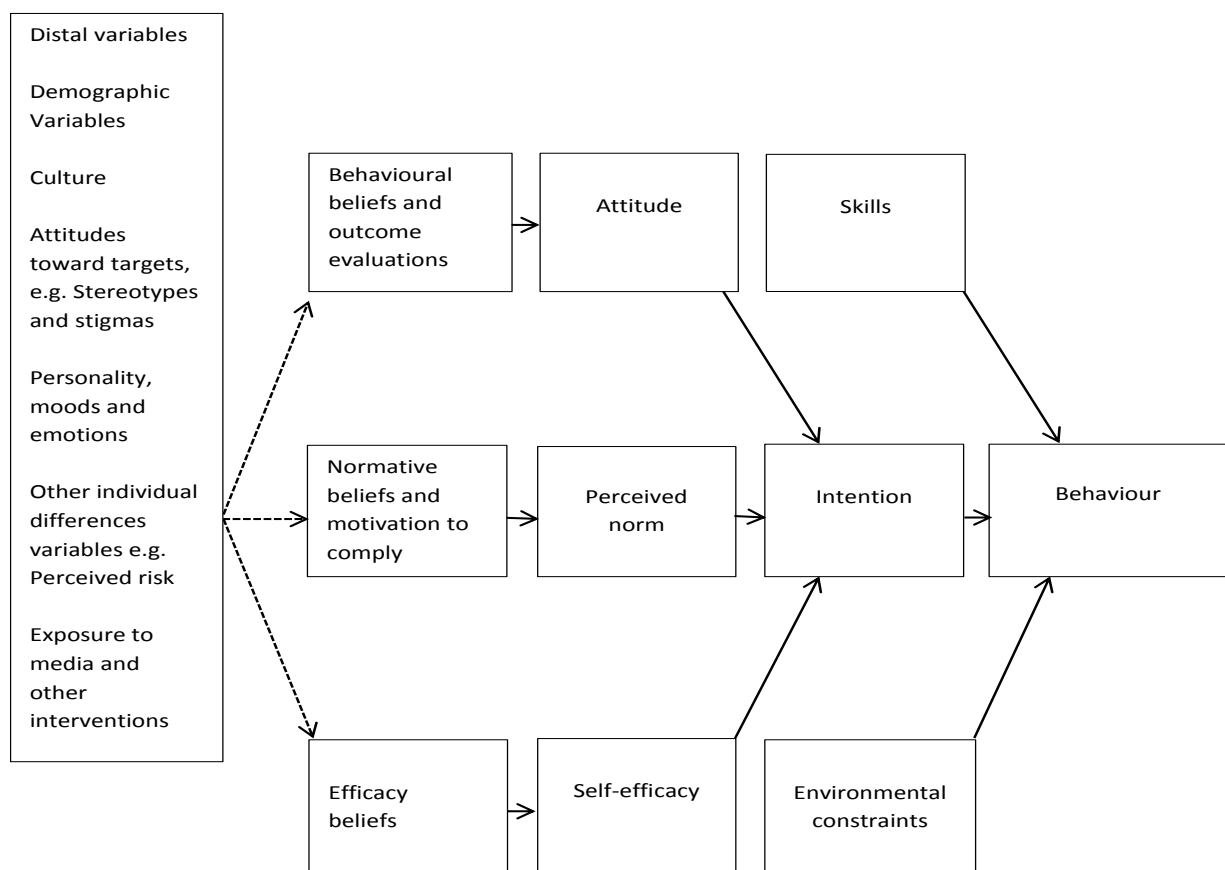 Distal variables
Demographic
Variables
Culture
Attitudes
toward targets,
e.g. Stereotypes
and stigmas
Personality,
moods and
emotions
Other individual
differences
variables e.g.
Perceived risk
Exposure to
media and
other
interventions
Behavioural
beliefs and
outcome
evaluations
Attitude
Skills
Normative
beliefs and
motivation to
comply
Perceived
norm
Intention
Behaviour
Efficacy
beliefs
Self-efficacy
Environmental
constraints